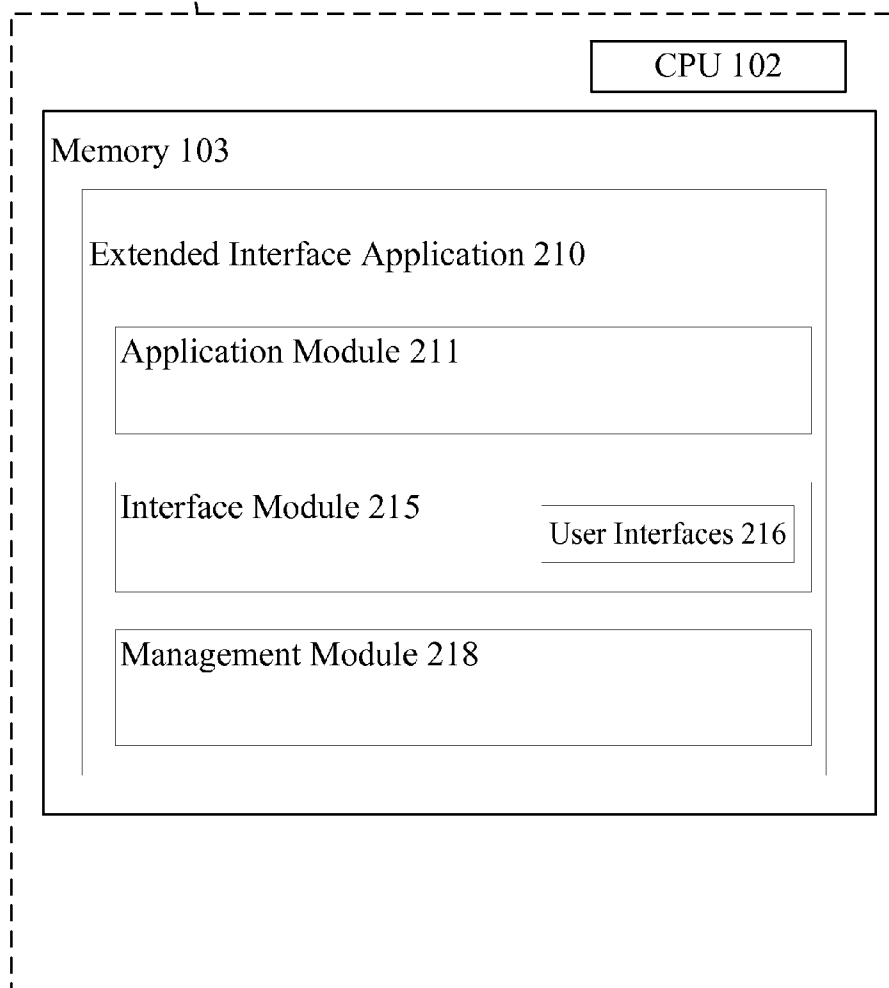 CPU 102
Memory 103
Extended Interface Application 210
Application Module 211
Interface Module 215
User Interfaces 216
Management Module 218